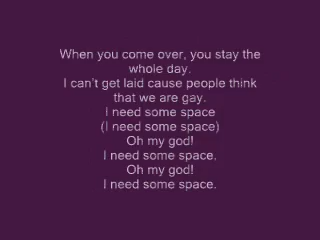 When you come over, you stay the
whole day.
I can't get laid cause people think
that we are gay.
I need some space
(I need some space)
Oh my god!
I need some space.
Oh my god!
I need some space.